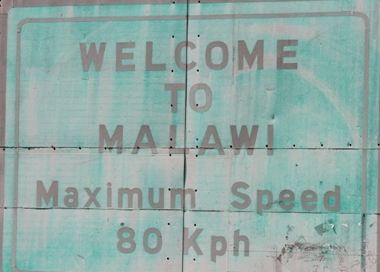 WELCOME
TO
MALAWI
Maximum Speed
80 Kph